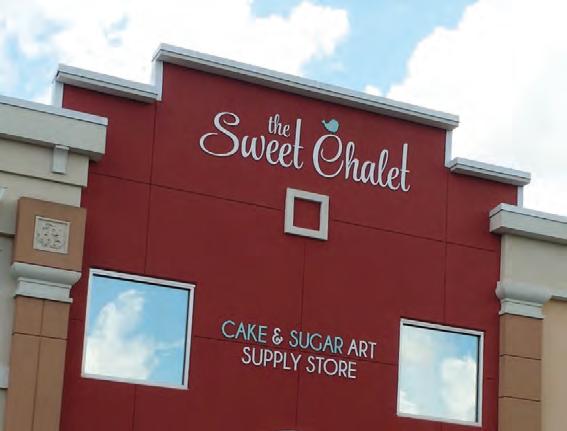 the
Sweet Chalet
CAKE & SUGAR ART
SUPPLY STORE